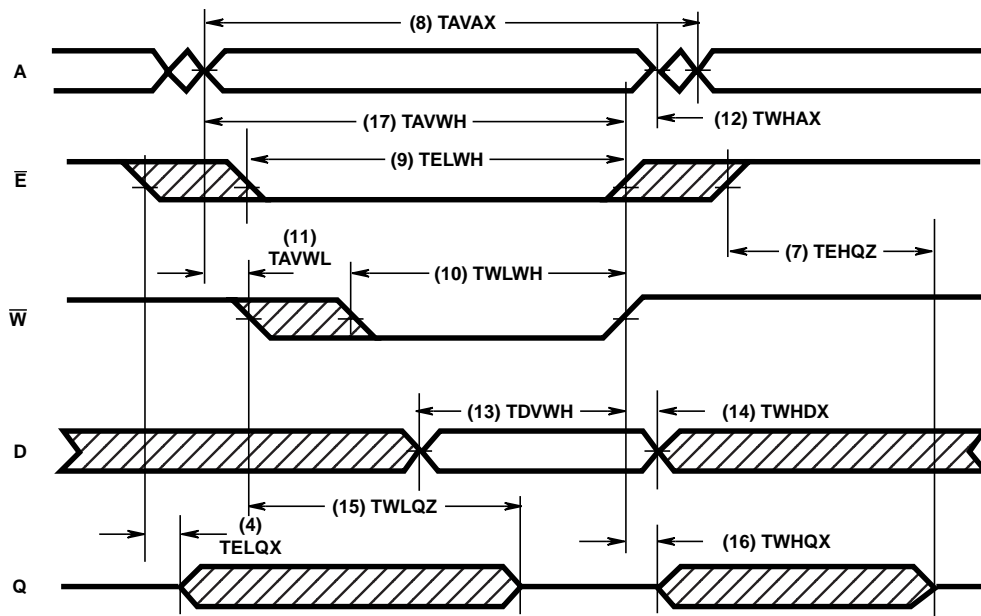 (8) TAVAX
A
(17) TAVWH
(12) TWHAX
(9) TELWH
E
(11)
TAVWL
(10) TWLWH
(7) TEHQZ
W
(13) TDVWH
(14) TWHDX
D
(15) TWLQZ
(4)
TELQX
(16) TWHQX
Q